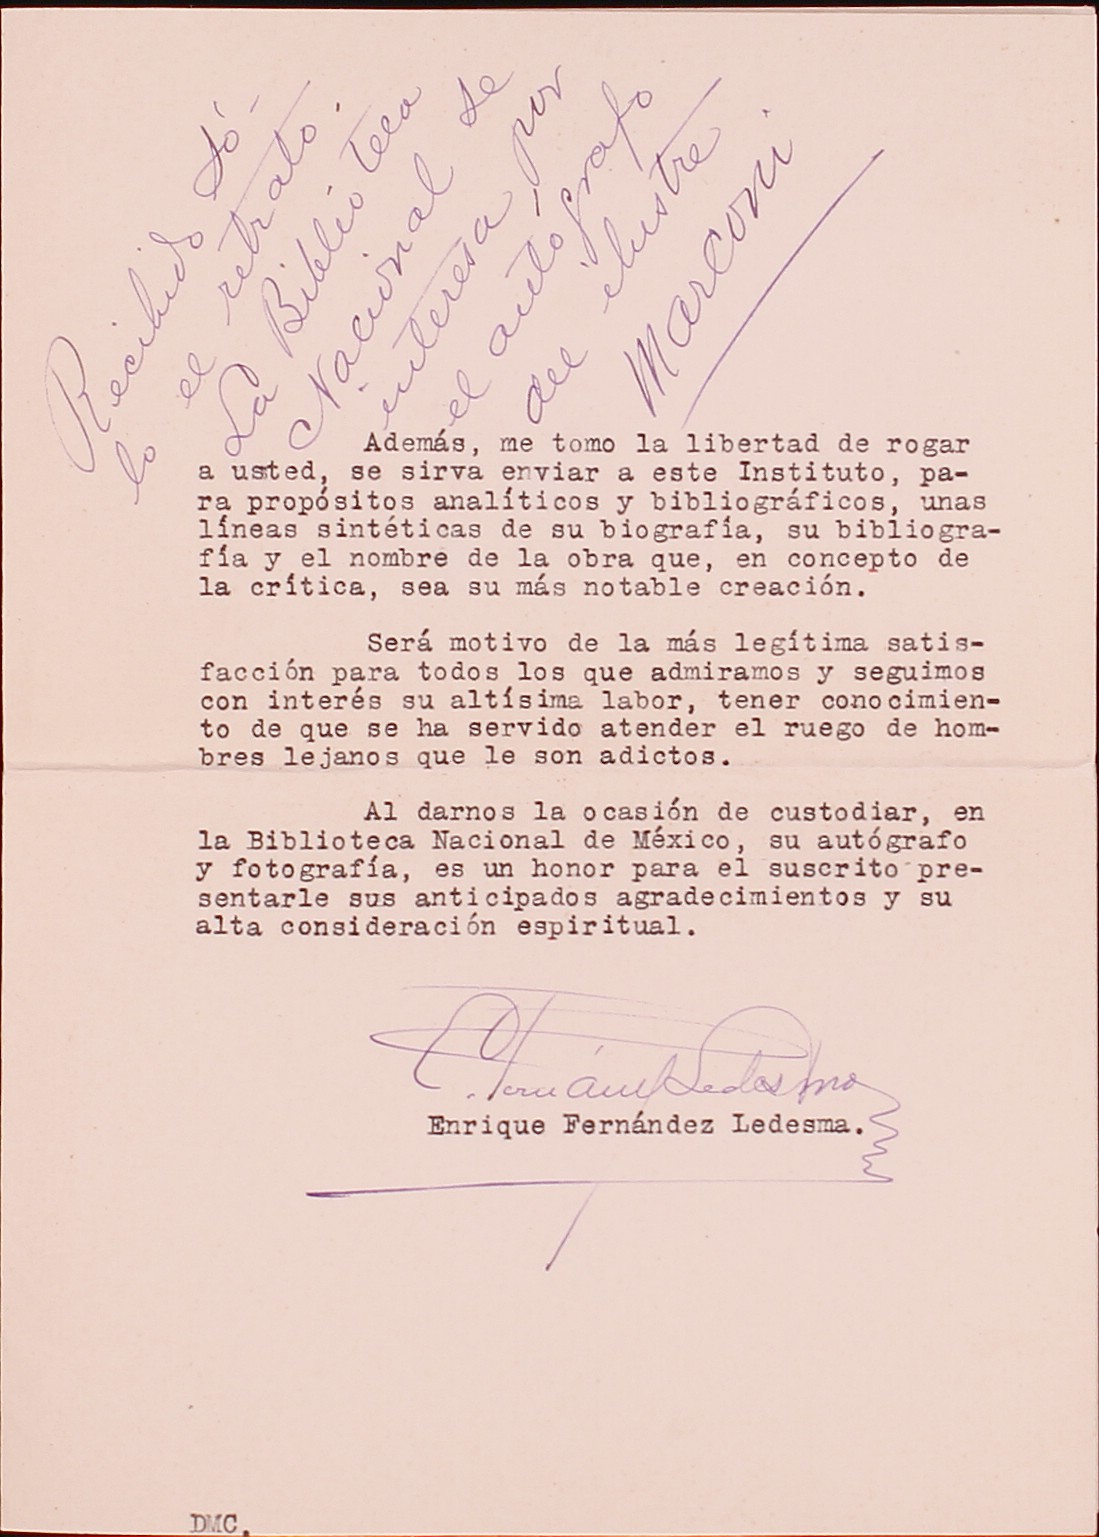 Recibido só-
lo el retrato.
La Biblioteca
Nacional se
interesa, por
el autógrafo
del ilustre
Marconi
Además, me tomo la libertad de rogar
a usted, se sirva enviar a este Instituto, pa-
ra propósitos analíticos y bibliográficos, unas
líneas sintéticas de su biografía, su bibliogra-
fía y el nombre de la obra que, en concepto de
la crítica, sea su más notable creación.
Será motivo de la más legítima satis-
facción para todos los que admiramos y seguimos
con interés su altísima labor, tener conocimien-
to de que se ha servido atender el ruego de hom-
bres lejanos que le son adictos.
Al darnos la ocasión de custodiar, en
la Biblioteca Nacional de México, su autógrafo
y fotografía, es un honor para el suscrito pre-
sentarle sus anticipados agradecimientos y su
alta consideración espiritual.
E. Fernández Ledesma
Enrique Fernández Ledesma.
DMC.